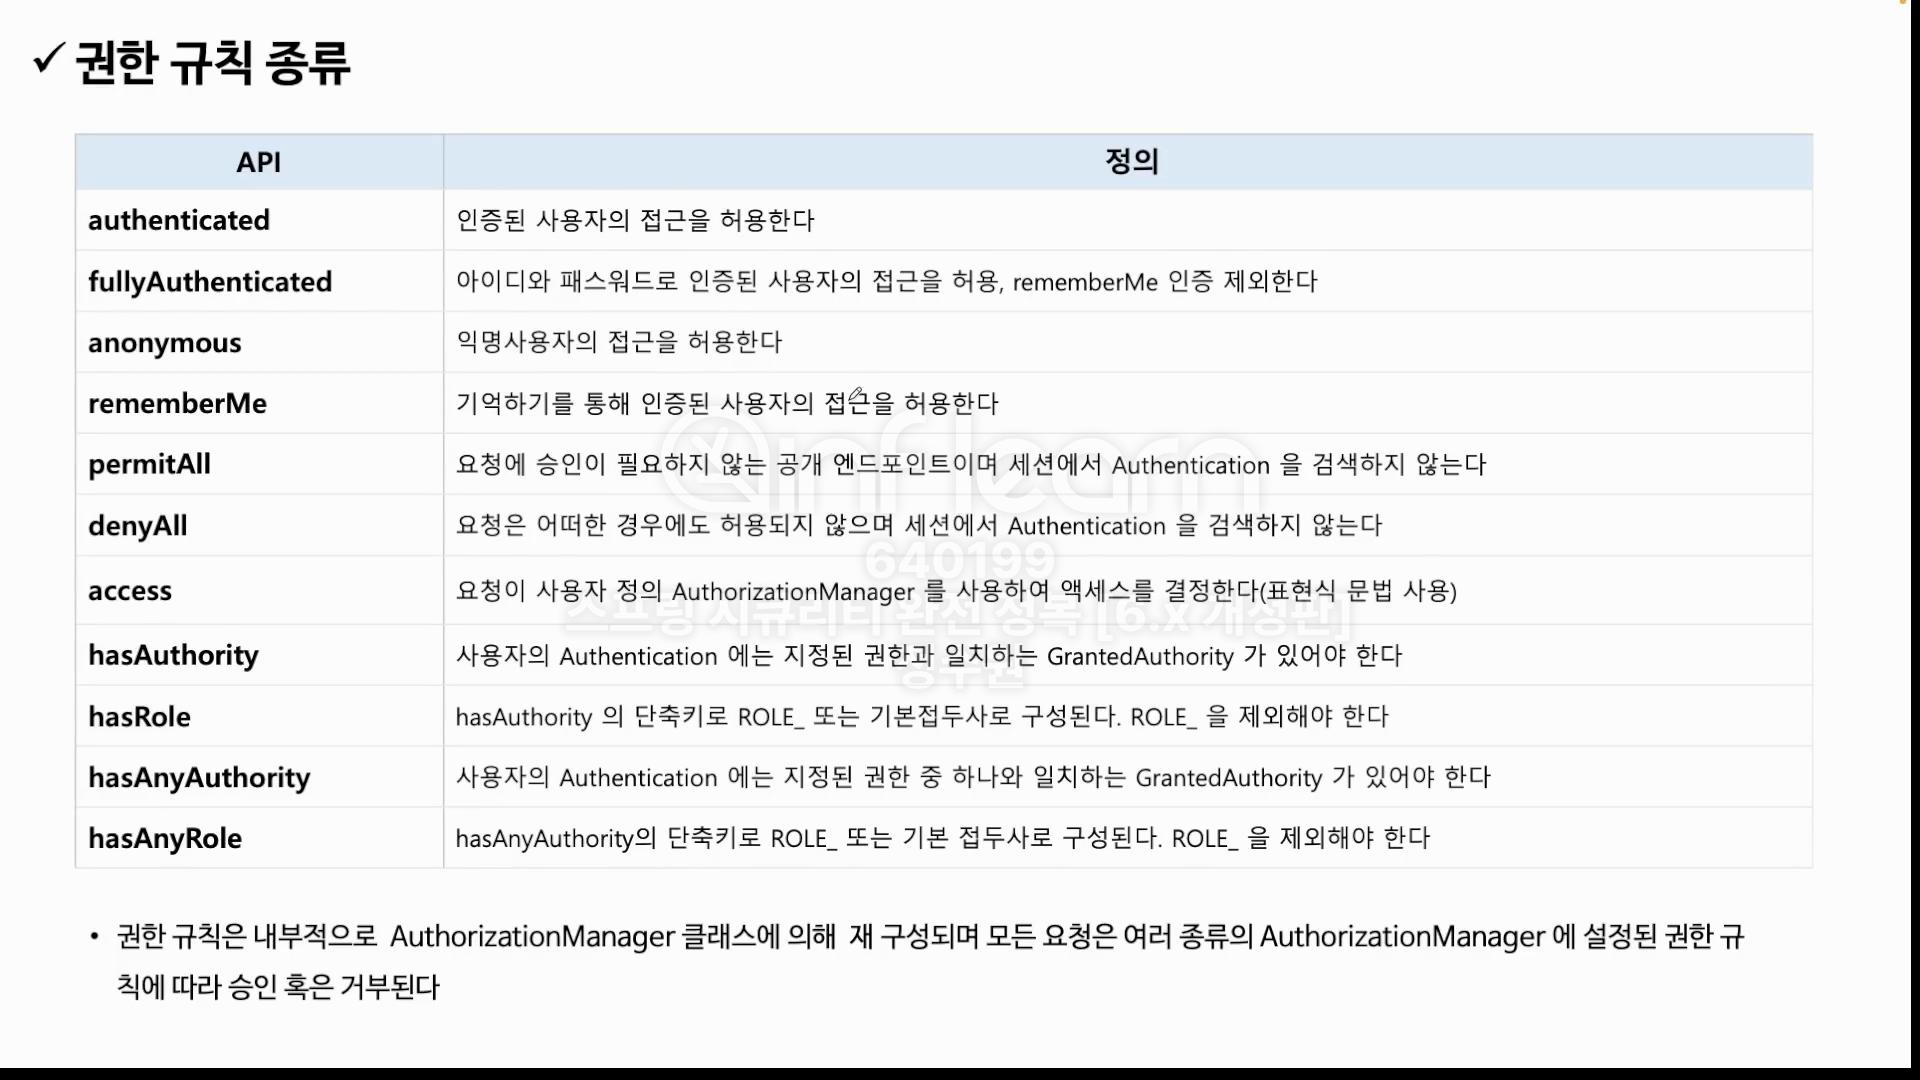 ✓ 권한 규칙 종류
API 정의
authenticated 인증된 사용자의 접근을 허용한다
fullyAuthenticated 아이디와 패스워드로 인증된 사용자의 접근을 허용, rememberMe 인증 제외한다
anonymous 익명사용자의 접근을 허용한다
rememberMe 기억하기를 통해 인증된 사용자의 접근을 허용한다
permitAll 요청에 승인이 필요하지 않는 공개 엔드포인트이며 세션에서 Authentication 을 검색하지 않는다
denyAll 요청은 어떠한 경우에도 허용되지 않으며 세션에서 Authentication 을 검색하지 않는다
access 요청이 사용자 정의 AuthorizationManager 를 사용하여 액세스를 결정한다(표현식 문법 사용)
hasAuthority 사용자의 Authentication 에는 지정된 권한과 일치하는 GrantedAuthority 가 있어야 한다
hasRole hasAuthority 의 단축키로 ROLE_ 또는 기본접두사로 구성된다. ROLE_ 을 제외해야 한다
hasAnyAuthority 사용자의 Authentication 에는 지정된 권한 중 하나와 일치하는 GrantedAuthority 가 있어야 한다
hasAnyRole hasAnyAuthority의 단축키로 ROLE_ 또는 기본 접두사로 구성된다. ROLE_ 을 제외해야 한다
• 권한 규칙은 내부적으로 AuthorizationManager 클래스에 의해 재 구성되며 모든 요청은 여러 종류의 AuthorizationManager 에 설정된 권한 규
칙에 따라 승인 혹은 거부된다
inflearn
640199
스프링 시큐리티 완전 정복 [6.x 개정판]
정수원